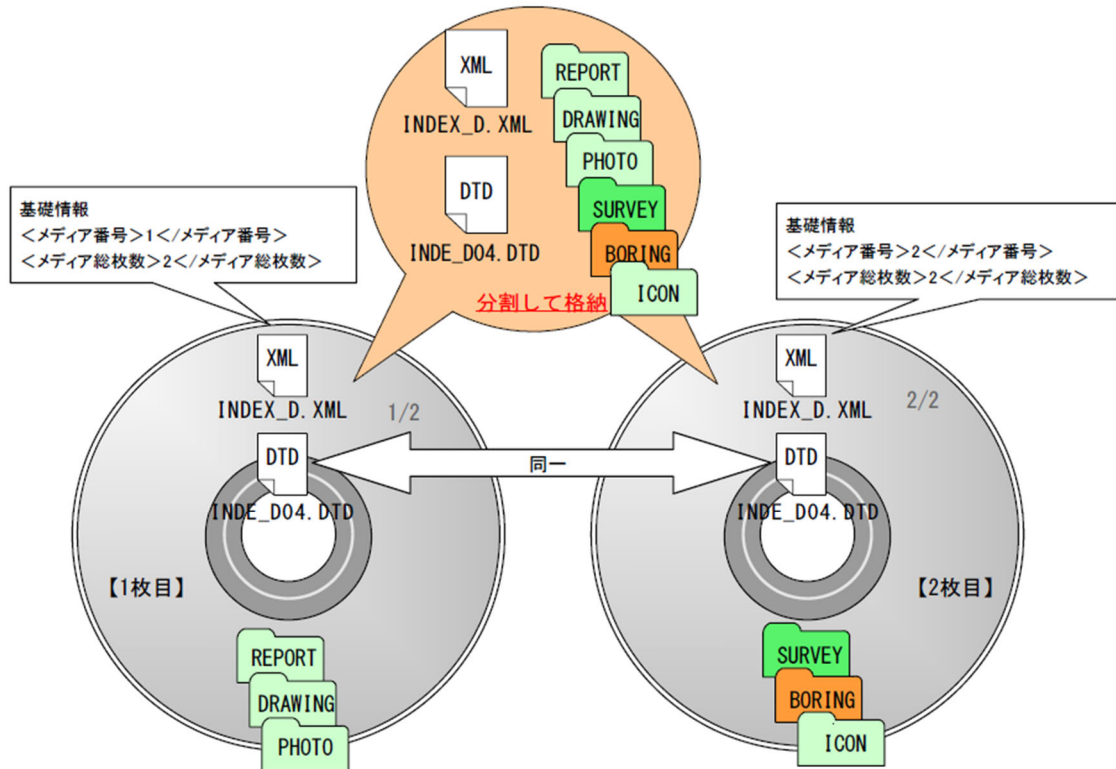 XML
INDEX_D.XML
DTD
INDE_D04.DTD
REPORT
DRAWING
PHOTO
SURVEY
BORING
ICON
分割して格納
基礎情報
<メディア番号>1</メディア番号>
<メディア総枚数>2</メディア総枚数>
基礎情報
<メディア番号>2</メディア番号>
<メディア総枚数>2</メディア総枚数>
XML
INDEX_D.XML
1/2
DTD
INDE_D04.DTD
【1枚目】
REPORT
DRAWING
PHOTO
同一
XML
INDEX_D.XML
2/2
DTD
INDE_D04.DTD
【2枚目】
SURVEY
BORING
ICON